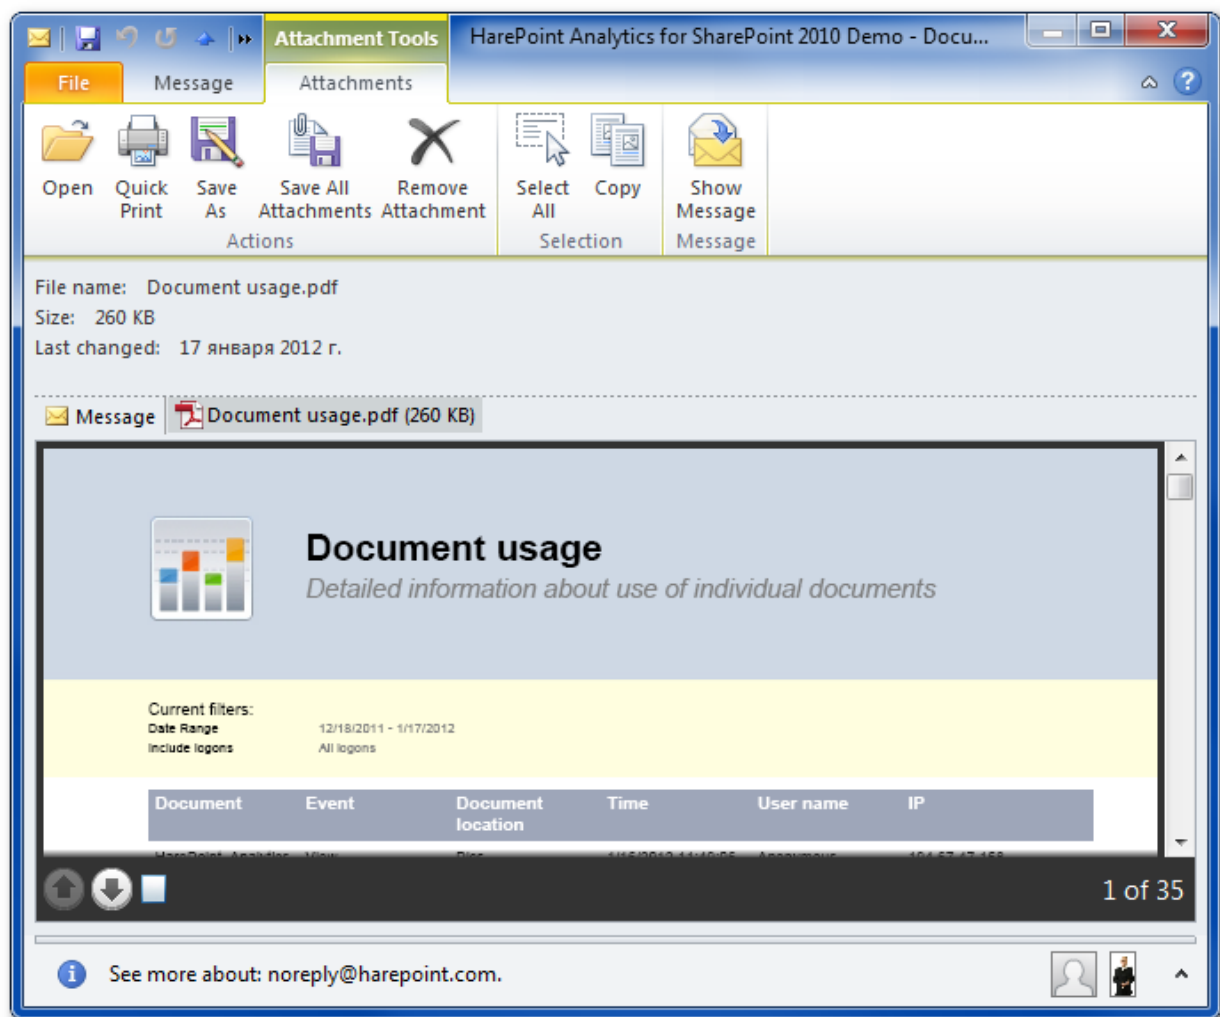 Attachment Tools HarePoint Analytics for SharePoint 2010 Demo - Docu...
File Message Attachments
Open Quick Print Save As Save All Attachments Remove Attachment Select All Copy Show Message
Actions Selection Message
File name: Document usage.pdf
Size: 260 KB
Last changed: 17 января 2012 г.
Message Document usage.pdf (260 KB)
Document usage
Detailed information about use of individual documents
Current filters:
Date Range 12/18/2011 - 1/17/2012
Include logons All logons
Document Event Document location Time User name IP
HarePoint Analytics View
1 of 35
See more about: noreply@harepoint.com.